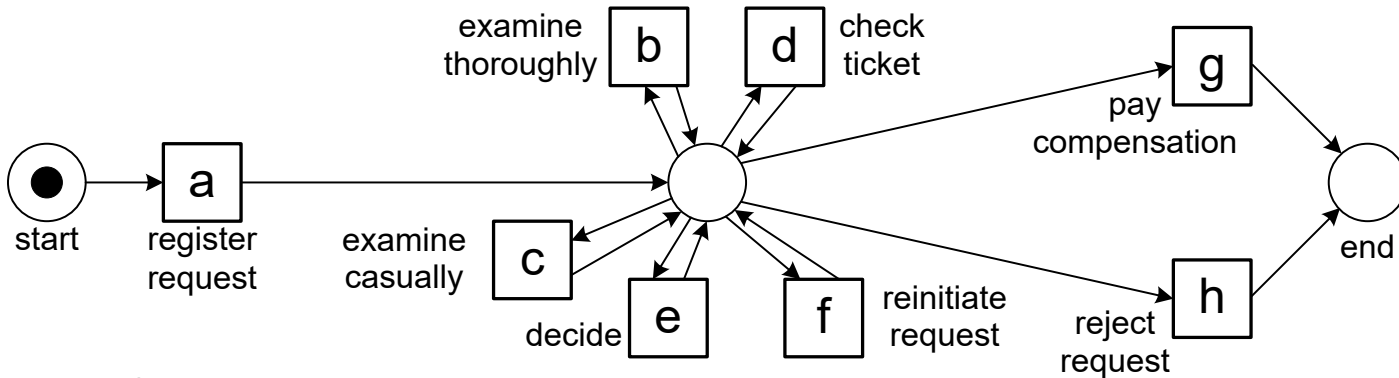 examine
thoroughly
b
d
check
ticket
g
pay
compensation
start
a
register
request
examine
casually
c
decide
e
f
reinitiate
request
reject
request
h
end